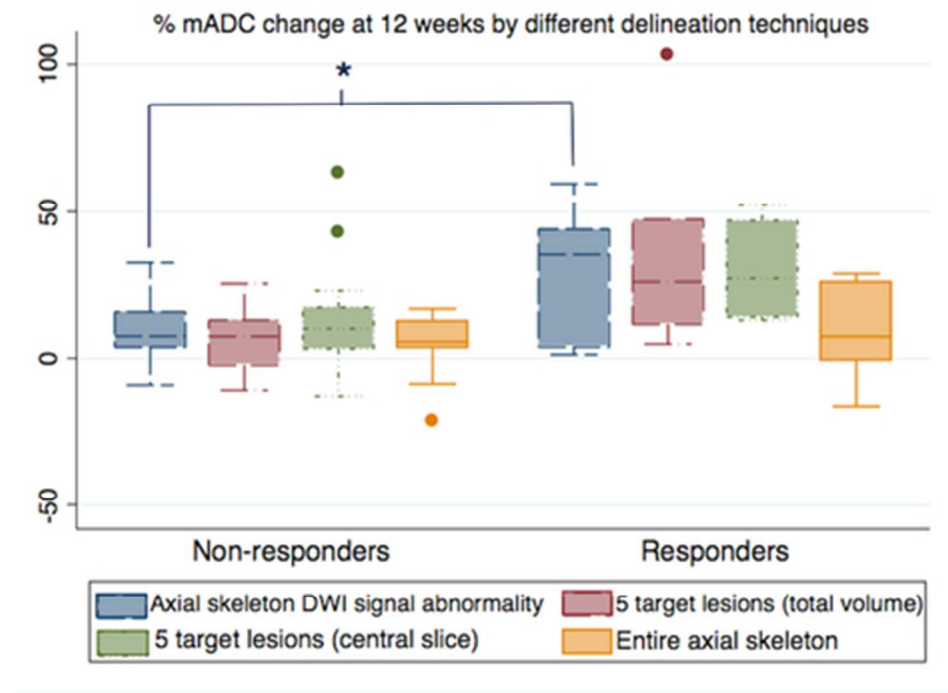 % mADC change at 12 weeks by different delineation techniques
100
*
50
0
-50
Non-responders Responders
Axial skeleton DWI signal abnormality 5 target lesions (total volume)
5 target lesions (central slice) Entire axial skeleton